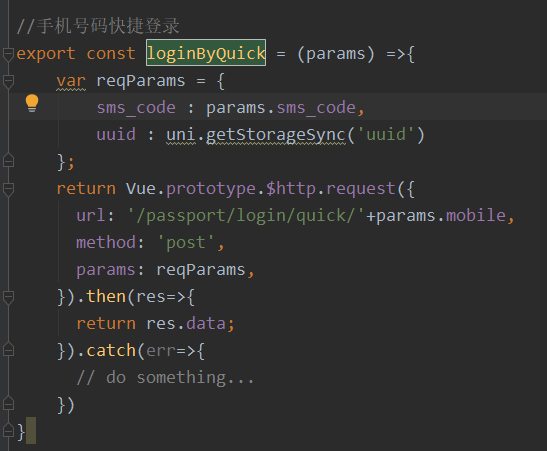 //手机号码快捷登录
export const loginByQuick = (params) =>{
    var reqParams = {
        sms_code : params.sms_code,
        uuid : uni.getStorageSync('uuid')
    };
    return Vue.prototype.$http.request({
      url: '/passport/login/quick/'+params.mobile,
      method: 'post',
      params: reqParams,
    }).then(res=>{
      return res.data;
    }).catch(err=>{
      // do something...
    })
}